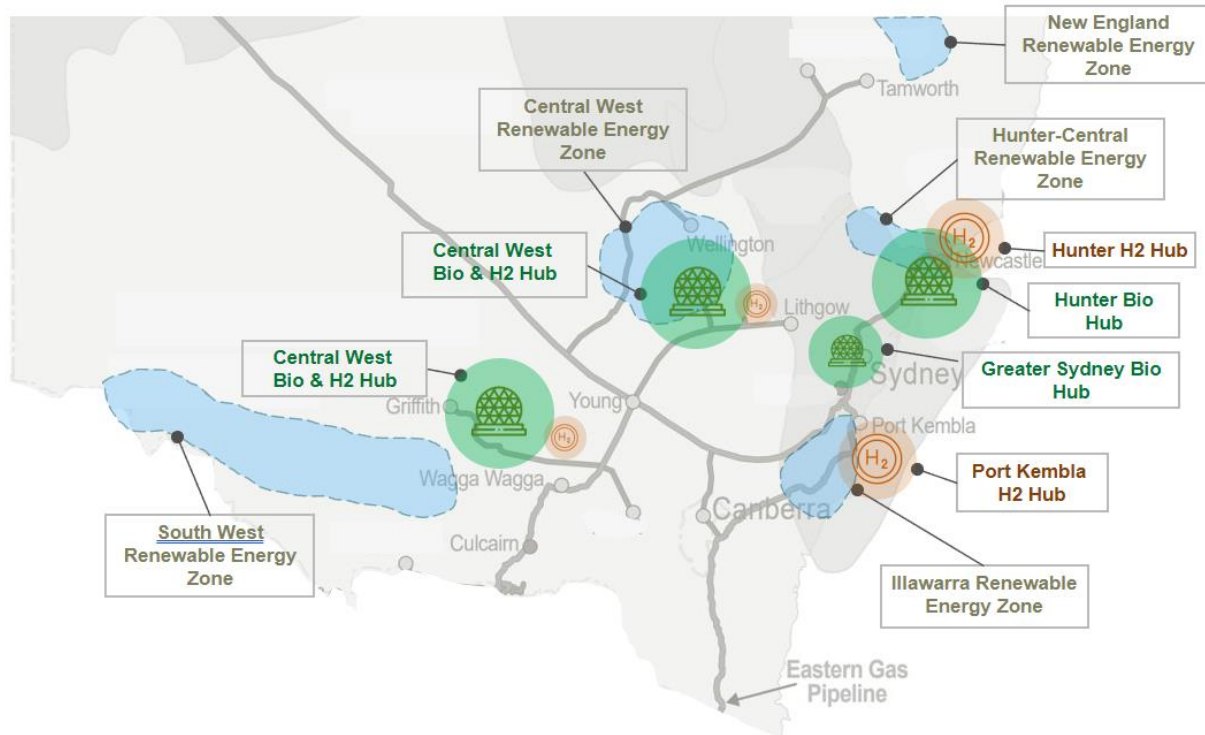 New England
Renewable Energy
Zone
Tamworth
Central West
Renewable Energy
Zone
Hunter-Central
Renewable Energy
Zone
Central West
Bio & H2 Hub
Wellington
H2
Newcastle
Hunter H2 Hub
H2
Lithgow
Hunter Bio
Hub
Central West
Bio & H2 Hub
Sydney
Greater Sydney Bio
Hub
Griffith
Young
H2
Port Kembla
H2
Port Kembla
H2 Hub
Wagga Wagga
Canberra
South West
Renewable Energy
Zone
Culcairn
Illawarra Renewable
Energy Zone
Eastern Gas
Pipeline